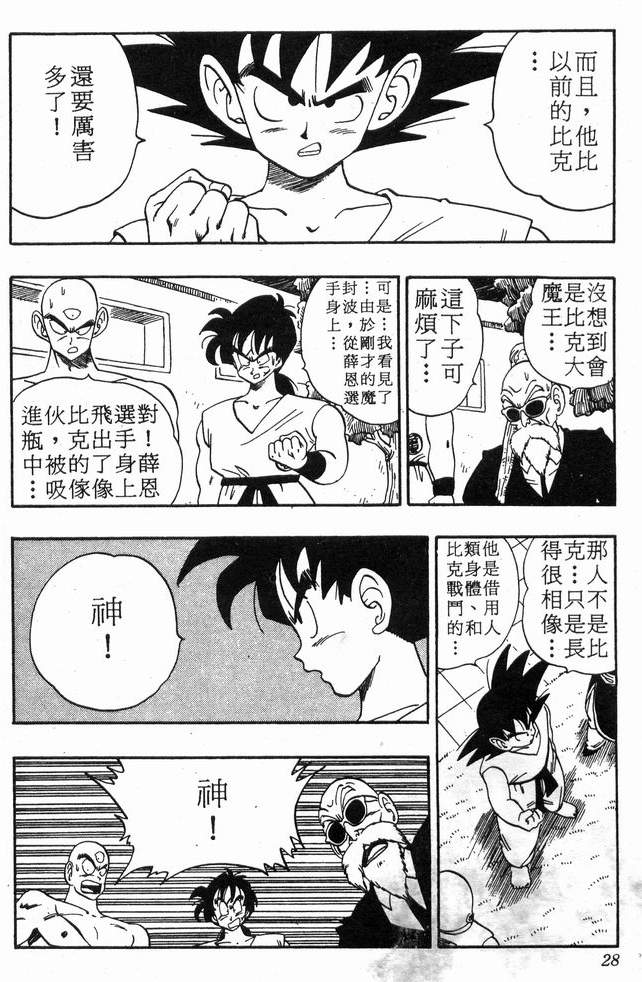 而且，他比
以前的比克
…
還要厲害
多了！
沒想到會
是比克大
魔王…
這下子可
麻煩了…
可是…我看見了
…由於剛才的魔
封波，從薛恩選
手身上…
對！薛恩
選手身上
飛出了像
比克的傢
伙，被吸
進瓶中…
那人不是比
克…只是長
得很相像…
他是借用人
類身體、和
比克戰鬥的…
神！
神！
28